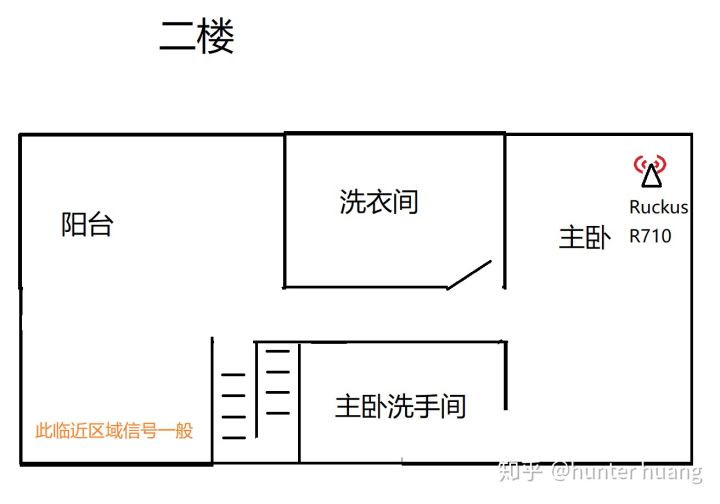 二楼
洗衣间
阳台
主卧
Ruckus
R710
主卧洗手间
此临近区域信号一般
知乎 @hunter huang